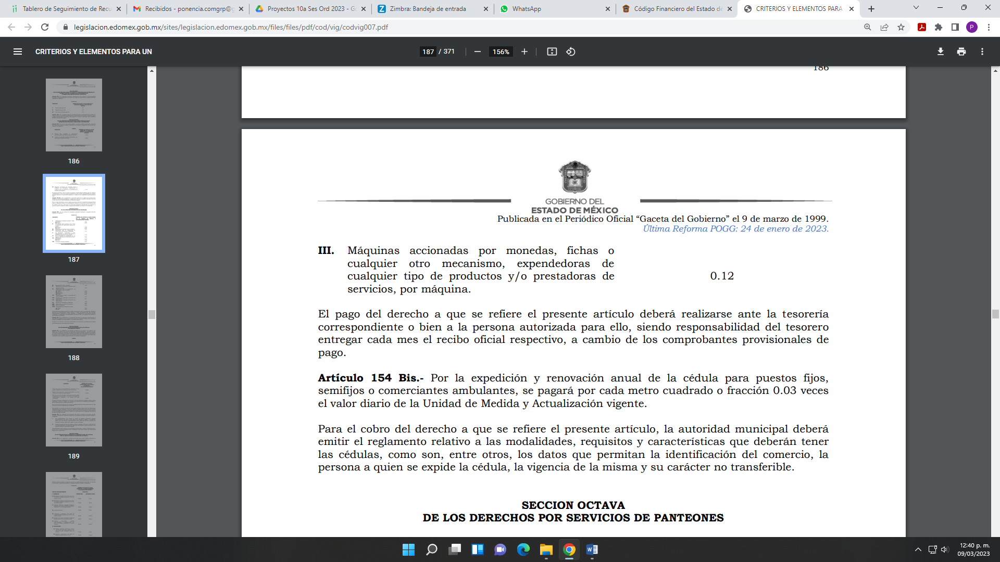 Tablero de Seguimiento de Recu
Recibidos - ponencia.comgrp@g
Proyectos 10a Ses Ord 2023 - Go
Zimbra: Bandeja de entrada
WhatsApp
Código Financiero del Estado de
CRITERIOS Y ELEMENTOS PARA
legislacion.edomex.gob.mx/sites/legislacion.edomex.gob.mx/files/files/pdf/cod/vig/codvig007.pdf
P
CRITERIOS Y ELEMENTOS PARA UN
187 / 371
156%
186
187
188
189
186
GOBIERNO DEL
ESTADO DE MÉXICO
Publicada en el Periódico Oficial “Gaceta del Gobierno” el 9 de marzo de 1999.
Última Reforma POGG: 24 de enero de 2023.
III. Máquinas accionadas por monedas, fichas o
cualquier otro mecanismo, expendedoras de
cualquier tipo de productos y/o prestadoras de 0.12
servicios, por máquina.
El pago del derecho a que se refiere el presente artículo deberá realizarse ante la tesorería
correspondiente o bien a la persona autorizada para ello, siendo responsabilidad del tesorero
entregar cada mes el recibo oficial respectivo, a cambio de los comprobantes provisionales de
pago.
Artículo 154 Bis.- Por la expedición y renovación anual de la cédula para puestos fijos,
semifijos o comerciantes ambulantes, se pagará por cada metro cuadrado o fracción 0.03 veces
el valor diario de la Unidad de Medida y Actualización vigente.
Para el cobro del derecho a que se refiere el presente artículo, la autoridad municipal deberá
emitir el reglamento relativo a las modalidades, requisitos y características que deberán tener
las cédulas, como son, entre otros, los datos que permitan la identificación del comercio, la
persona a quien se expide la cédula, la vigencia de la misma y su carácter no transferible.
SECCION OCTAVA
DE LOS DERECHOS POR SERVICIOS DE PANTEONES
12:40 p. m.
09/03/2023